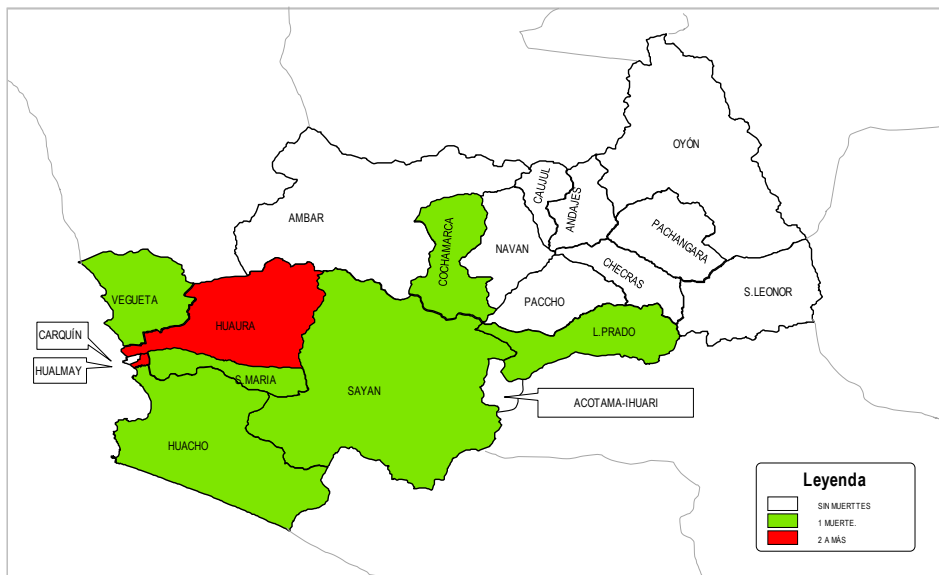 OYÓN
CAUJUL
ANDAJES
AMBAR
COCHAMARCA
NAVAN
PACHANGARA
CHECRAS
S.LEONOR
VEGUETA
PACCHO
HUAURA
L.PRADO
CARQUÍN
HUALMAY
S.MARIA
SAYAN
ACOTAMA-IHUARI
HUACHO
Leyenda
SIN MUERTTES
1 MUERTE.
2 A MÁS